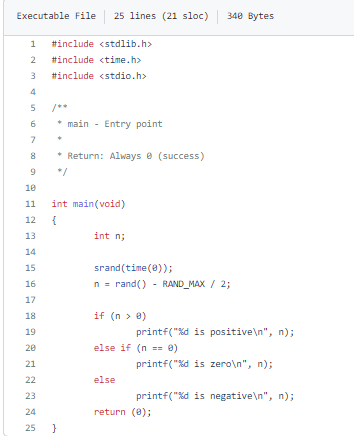 Executable File 25 lines (21 sloc) 340 Bytes
1 #include <stdlib.h>
2 #include <time.h>
3 #include <stdio.h>
4
5 /**
6  * main - Entry point
7  *
8  * Return: Always 0 (success)
9  */
10
11 int main(void)
12 {
13         int n;
14
15         srand(time(0));
16         n = rand() - RAND_MAX / 2;
17
18         if (n > 0)
19                 printf("%d is positive\n", n);
20         else if (n == 0)
21                 printf("%d is zero\n", n);
22         else
23                 printf("%d is negative\n", n);
24         return (0);
25 }